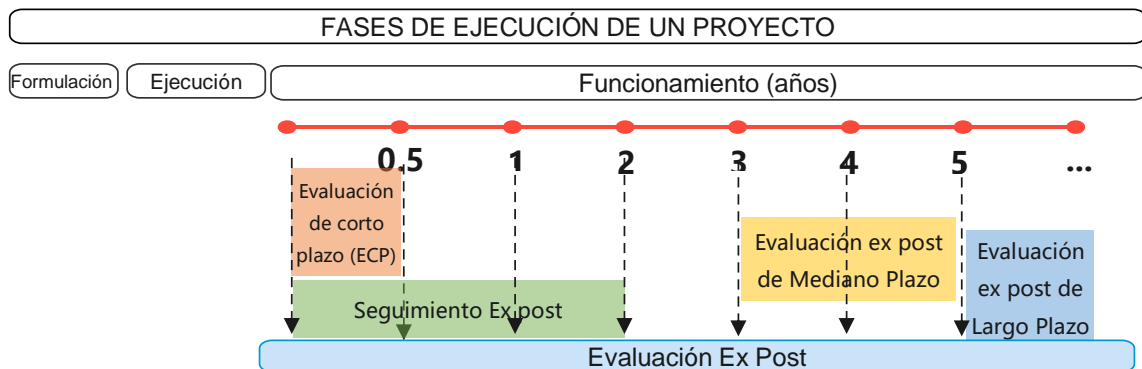 FASES DE EJECUCIÓN DE UN PROYECTO
Formulación
Ejecución
Funcionamiento (años)
0.5
1
2
3
4
5
...
Evaluación
de corto
plazo (ECP)
Evaluación ex post
de Mediano Plazo
Evaluación
ex post de
Largo Plazo
Seguimiento Ex post
Evaluación Ex Post